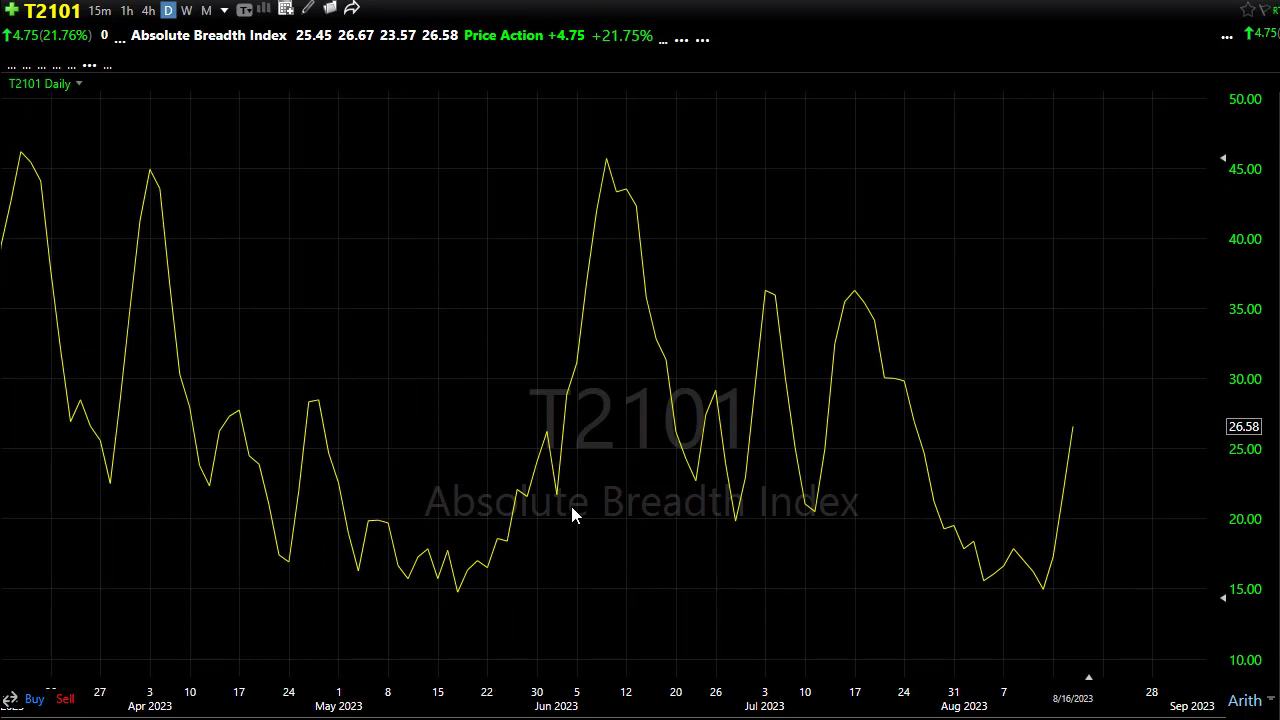 T2101 15m 1h 4h D W M
4.75(21.76%) 0 ... Absolute Breadth Index 25.45 26.67 23.57 26.58 Price Action +4.75 +21.75% ... ... ... ... 4.75(
... ... ... ... ... ... ...
T2101 Daily
50.00
45.00
40.00
35.00
30.00
26.58
25.00
20.00
15.00
10.00
T2101
Absolute Breadth Index
27 3 10 17 24 1 8 15 22 30 5 12 20 26 3 10 17 24 31 7 8/16/2023 28
Buy Sell
Apr 2023 May 2023 Jun 2023 Jul 2023 Aug 2023 Sep 2023
Arith